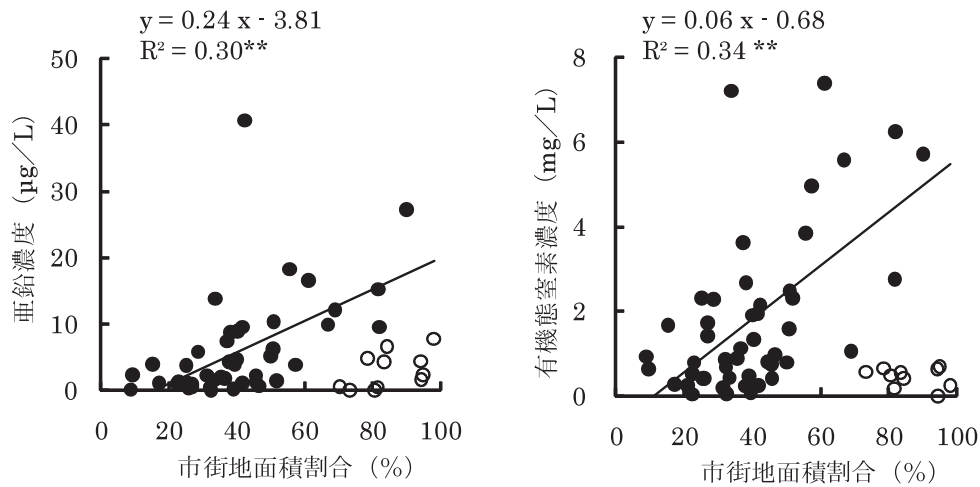 y = 0.24 x - 3.81
R² = 0.30**
50
40
30
20
10
0
亜鉛濃度（µg／L）
0 20 40 60 80 100
市街地面積割合（%）
y = 0.06 x - 0.68
R² = 0.34 **
8
6
4
2
0
有機態窒素濃度（mg／L）
0 20 40 60 80 100
市街地面積割合（%）